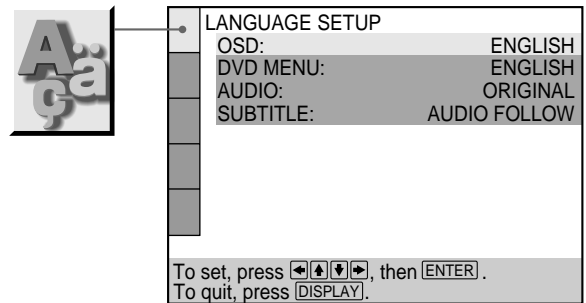 Aäç
LANGUAGE SETUP
OSD: ENGLISH
DVD MENU: ENGLISH
AUDIO: ORIGINAL
SUBTITLE: AUDIO FOLLOW
To set, press ←↑↓→, then ENTER.
To quit, press DISPLAY.